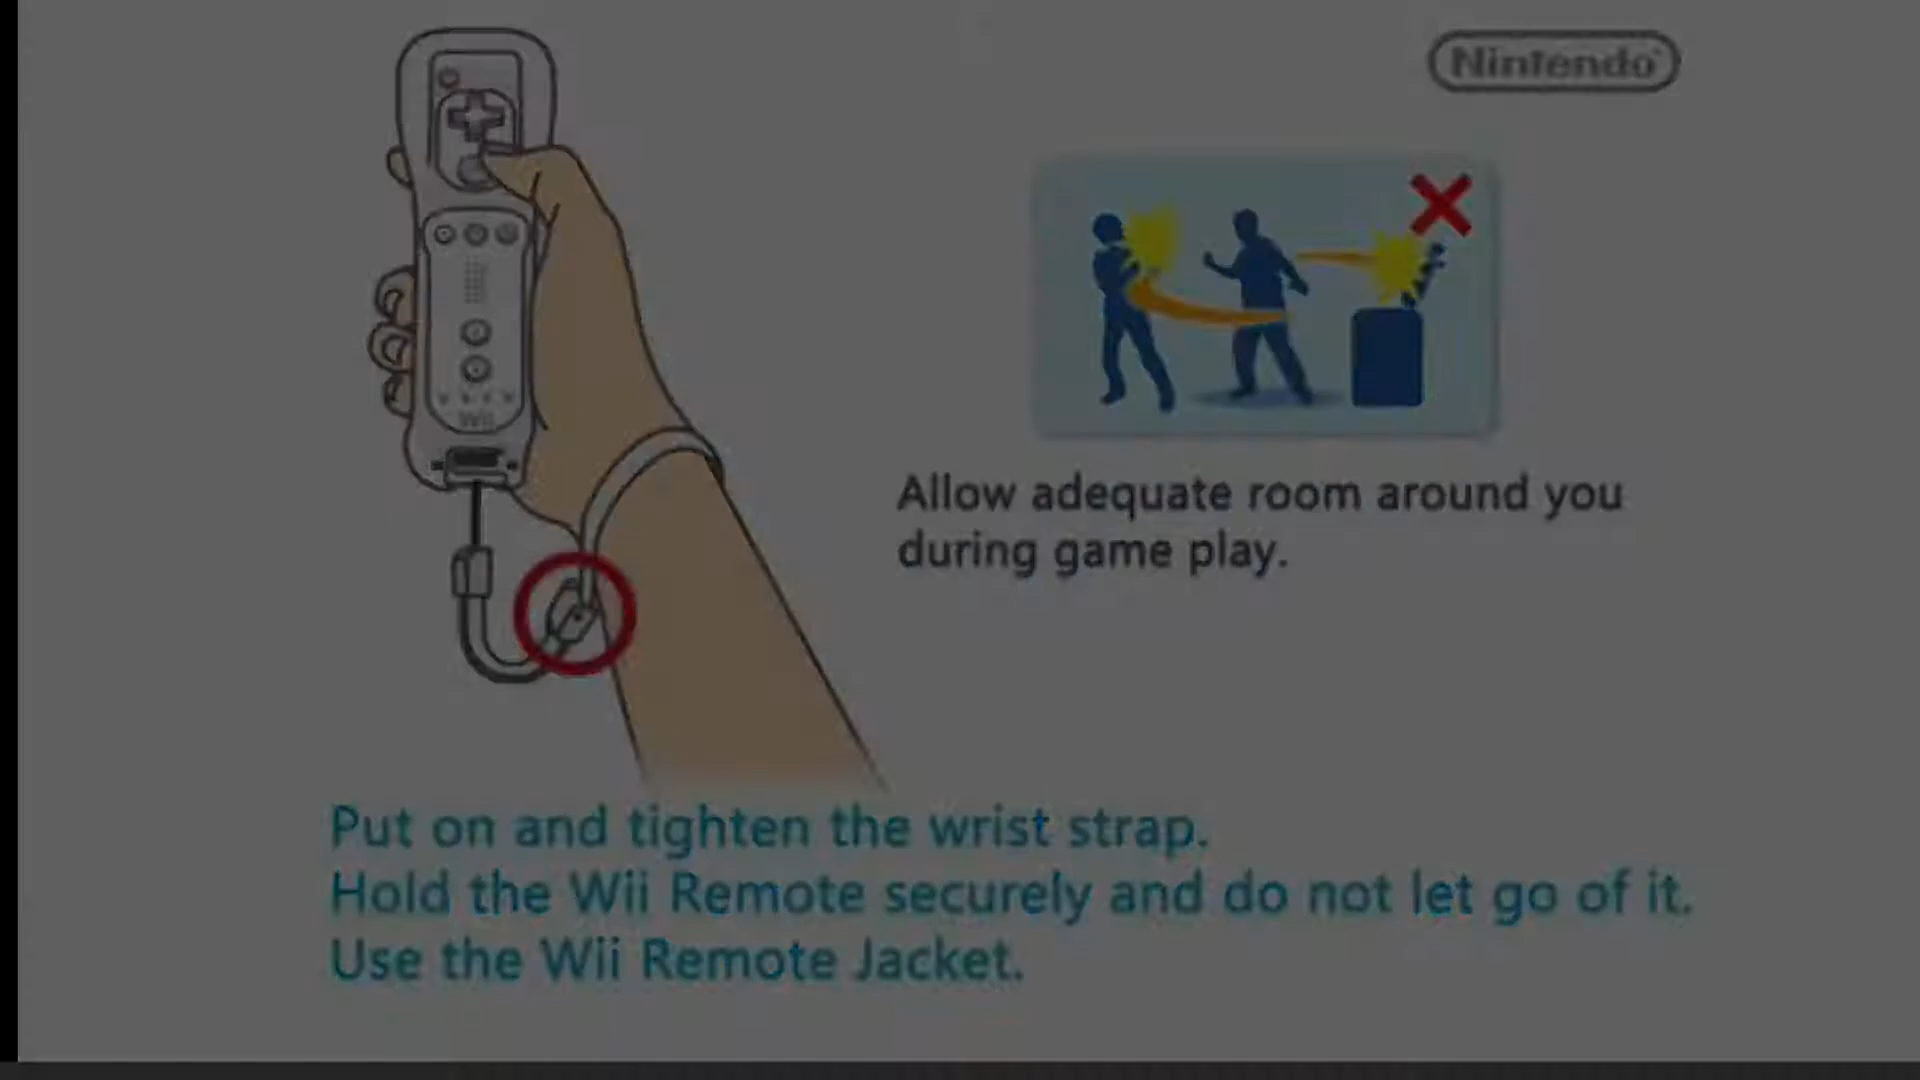 Nintendo
Wii
Allow adequate room around you
during game play.
Put on and tighten the wrist strap.
Hold the Wii Remote securely and do not let go of it.
Use the Wii Remote Jacket.